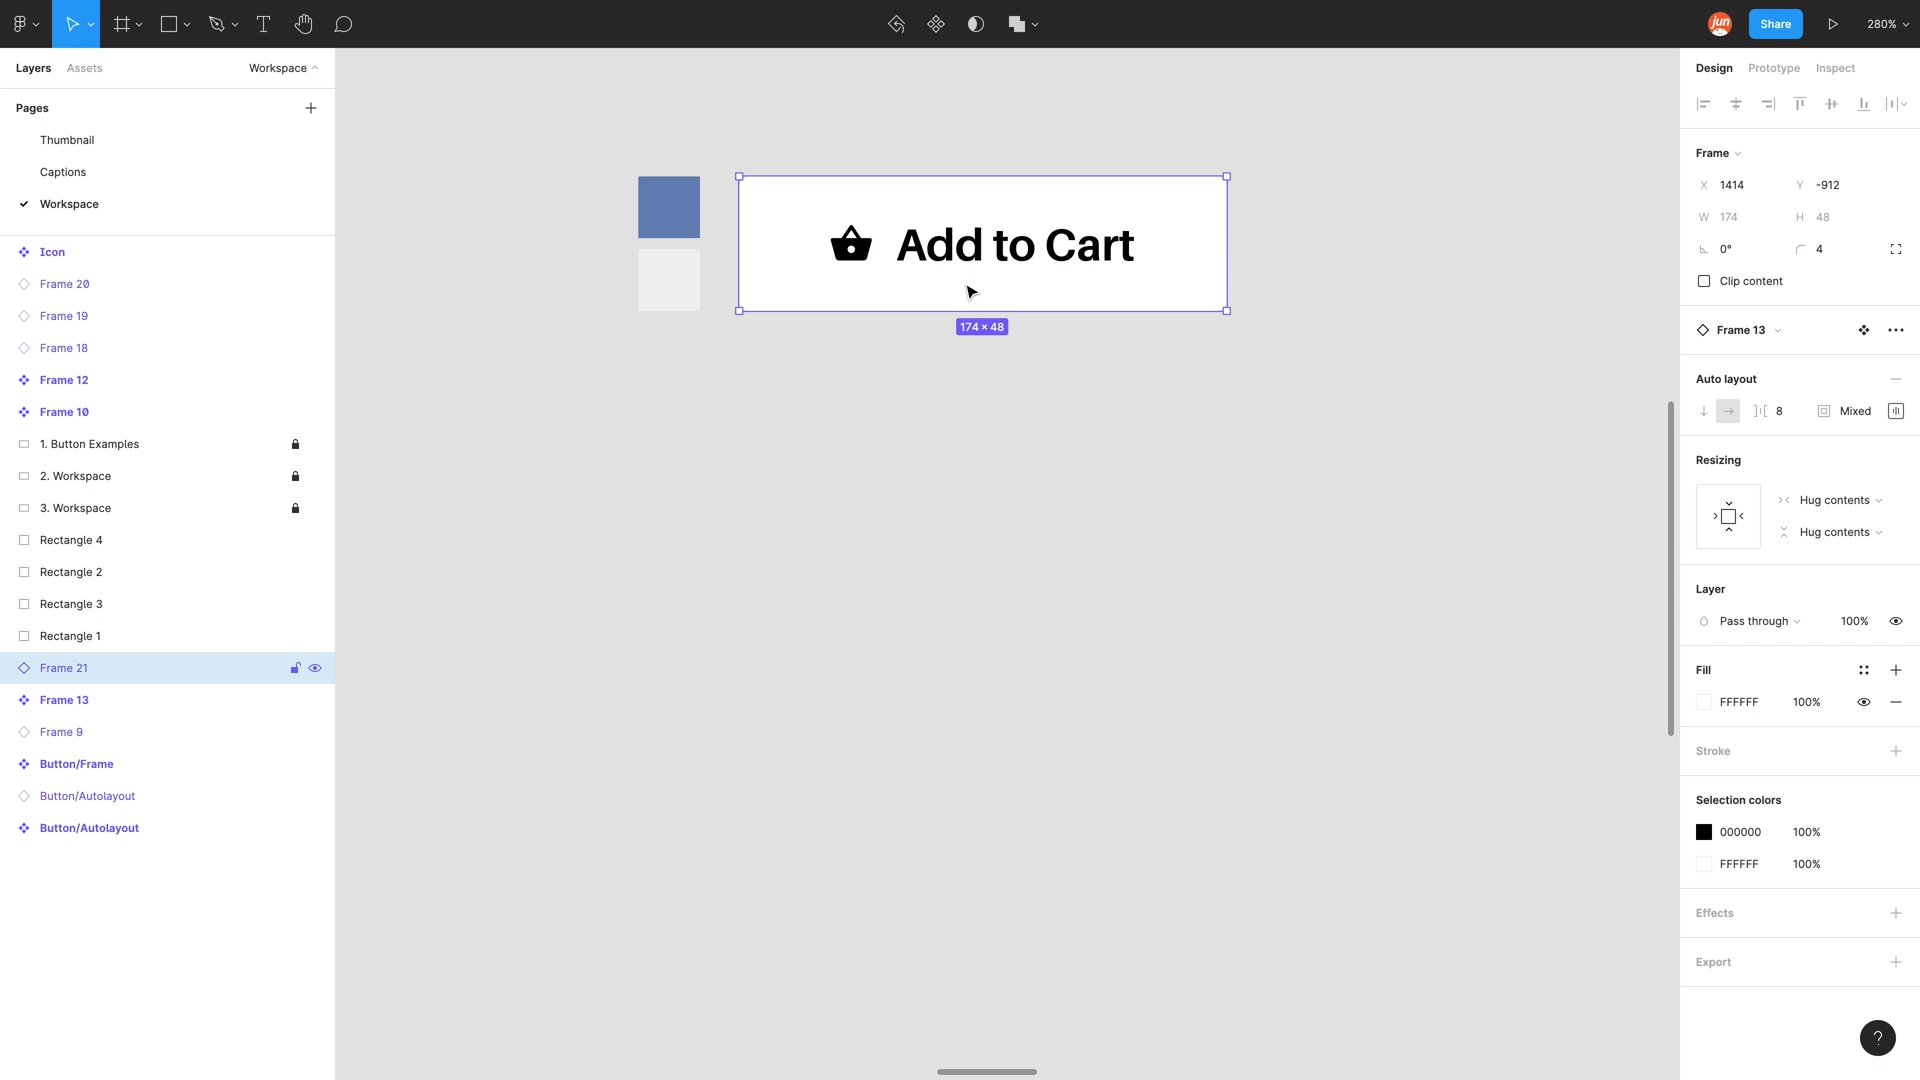 jun
Share
280%
Layers
Assets
Workspace
Pages
Thumbnail
Captions
Workspace
Icon
Frame 20
Frame 19
Frame 18
Frame 12
Frame 10
1. Button Examples
2. Workspace
3. Workspace
Rectangle 4
Rectangle 2
Rectangle 3
Rectangle 1
Frame 21
Frame 13
Frame 9
Button/Frame
Button/Autolayout
Button/Autolayout
Add to Cart
174 × 48
Design
Prototype
Inspect
Frame
X 1414 Y -912
W 174 H 48
0° 4
Clip content
Frame 13
Auto layout
8 Mixed
Resizing
Hug contents
Hug contents
Layer
Pass through 100%
Fill
FFFFFF 100%
Stroke
Selection colors
000000 100%
FFFFFF 100%
Effects
Export
?